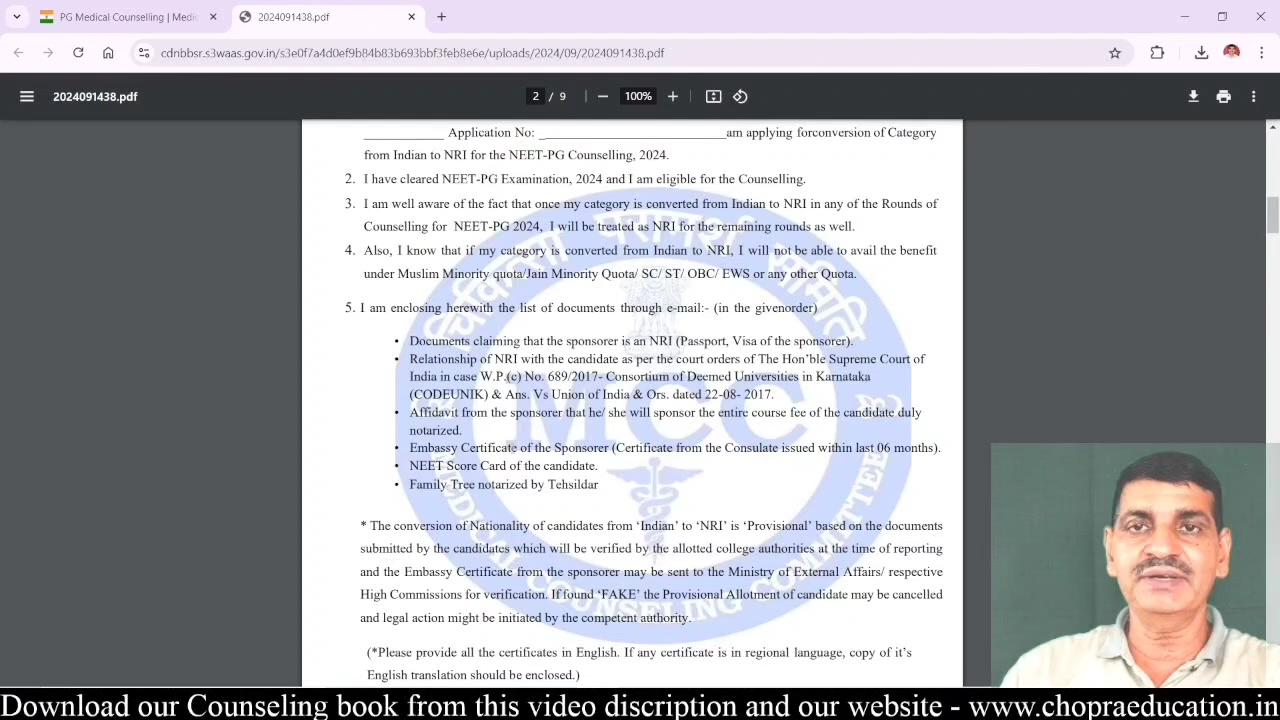 PG Medical Counselling | Medic
2024091438.pdf
cdnbbsr.s3waas.gov.in/s3e0f7a4d0ef9b84b83b693bbf3feb8e6e/uploads/2024/09/2024091438.pdf
2024091438.pdf
2 / 9
100%
____________ Application No: ____________________________am applying forconversion of Category
from Indian to NRI for the NEET-PG Counselling, 2024.
2. I have cleared NEET-PG Examination, 2024 and I am eligible for the Counselling.
3. I am well aware of the fact that once my category is converted from Indian to NRI in any of the Rounds of
Counselling for NEET-PG 2024, I will be treated as NRI for the remaining rounds as well.
4. Also, I know that if my category is converted from Indian to NRI, I will not be able to avail the benefit
under Muslim Minority quota/Jain Minority Quota/ SC/ ST/ OBC/ EWS or any other Quota.
5. I am enclosing herewith the list of documents through e-mail:- (in the givenorder)
• Documents claiming that the sponsorer is an NRI (Passport, Visa of the sponsorer).
• Relationship of NRI with the candidate as per the court orders of The Hon'ble Supreme Court of
India in case W.P.(c) No. 689/2017- Consortium of Deemed Universities in Karnataka
(CODEUNIK) & Ans. Vs Union of India & Ors. dated 22-08- 2017.
• Affidavit from the sponsorer that he/ she will sponsor the entire course fee of the candidate duly
notarized.
• Embassy Certificate of the Sponsorer (Certificate from the Consulate issued within last 06 months).
• NEET Score Card of the candidate.
• Family Tree notarized by Tehsildar
* The conversion of Nationality of candidates from 'Indian' to 'NRI' is 'Provisional' based on the documents
submitted by the candidates which will be verified by the allotted college authorities at the time of reporting
and the Embassy Certificate from the sponsorer may be sent to the Ministry of External Affairs/ respective
High Commissions for verification. If found 'FAKE' the Provisional Allotment of candidate may be cancelled
and legal action might be initiated by the competent authority.
(*Please provide all the certificates in English. If any certificate is in regional language, copy of it's
English translation should be enclosed.)
चिकित्सा परामर्श समिति
MCC
MEDICAL COUNSELING COMMITTEE
Download our Counseling book from this video discription and our website - www.chopraeducation.in